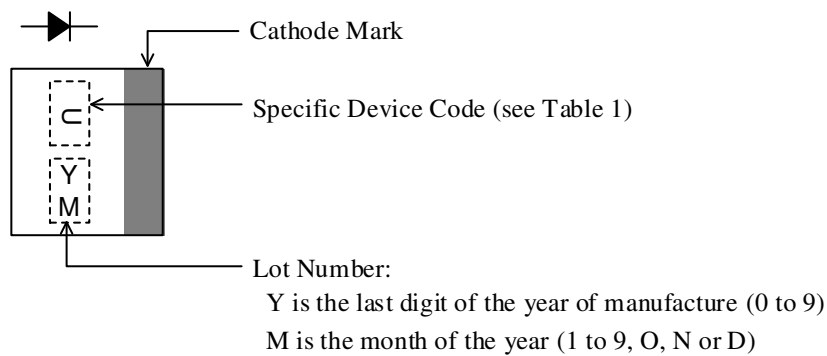 Cathode Mark
⊂
Specific Device Code (see Table 1)
Y
M
Lot Number:
Y is the last digit of the year of manufacture (0 to 9)
M is the month of the year (1 to 9, O, N or D)